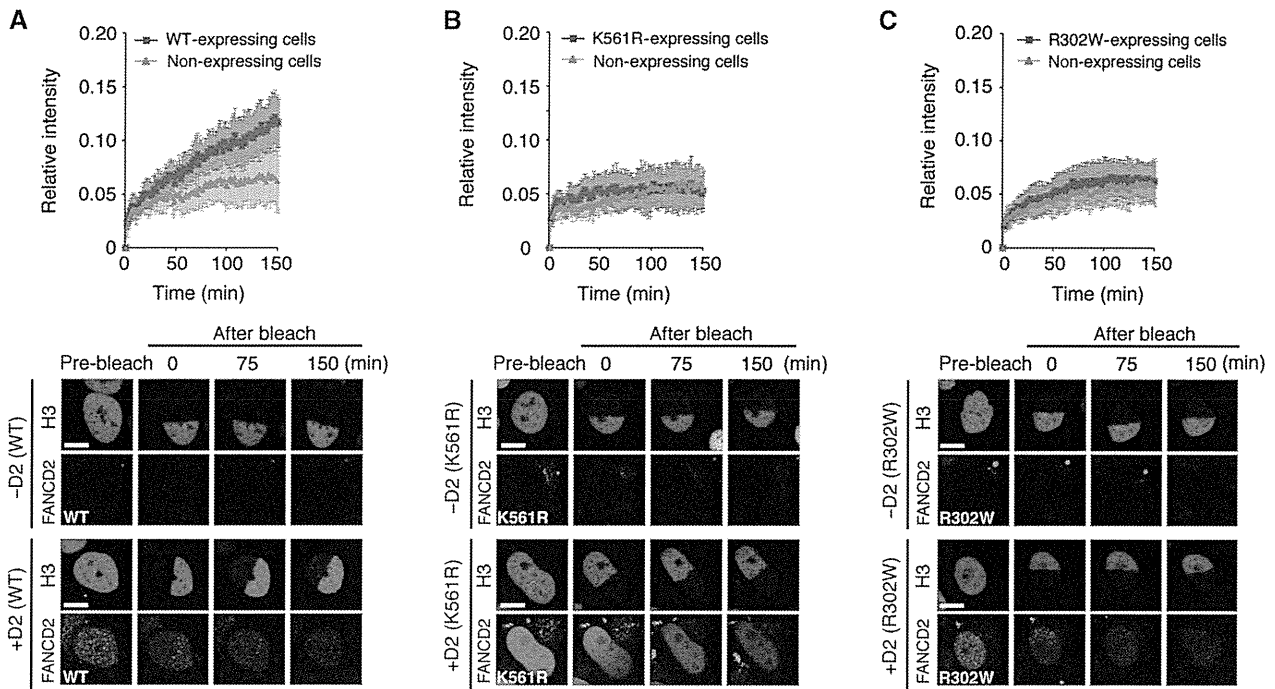 A
0.20
0.15
0.10
0.05
0
Relative intensity
WT-expressing cells
Non-expressing cells
0 50 100 150
Time (min)
After bleach
Pre-bleach 0 75 150 (min)
−D2 (WT)
H3
FANCD2
WT
+D2 (WT)
H3
FANCD2
WT
B
0.20
0.15
0.10
0.05
0
Relative intensity
K561R-expressing cells
Non-expressing cells
0 50 100 150
Time (min)
After bleach
Pre-bleach 0 75 150 (min)
−D2 (K561R)
H3
FANCD2
K561R
+D2 (K561R)
H3
FANCD2
K561R
C
0.20
0.15
0.10
0.05
0
Relative intensity
R302W-expressing cells
Non-expressing cells
0 50 100 150
Time (min)
After bleach
Pre-bleach 0 75 150 (min)
−D2 (R302W)
H3
FANCD2
R302W
+D2 (R302W)
H3
FANCD2
R302W